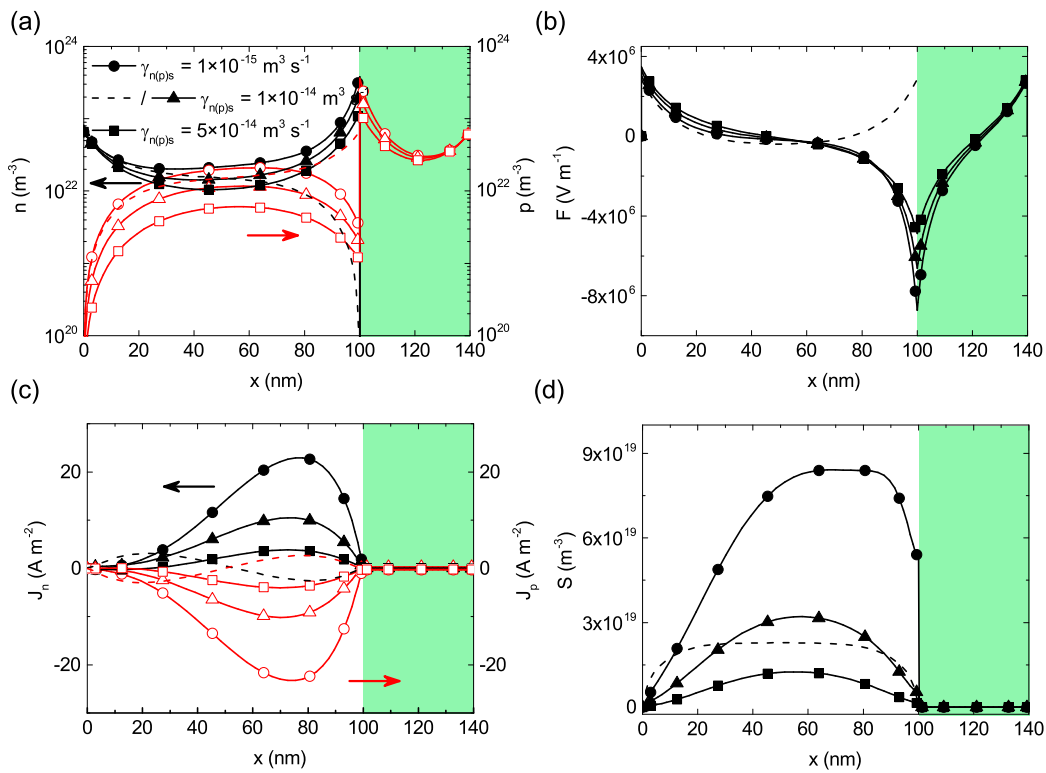 (a)
10^24
10^22
10^20
n (m^-3)
10^24
10^22
10^20
p (m^-3)
γn(p)s = 1×10^-15 m^3 s^-1
/ γn(p)s = 1×10^-14 m^3
γn(p)s = 5×10^-14 m^3 s^-1
0 20 40 60 80 100 120 140
x (nm)
(b)
4x10^6
0
-4x10^6
-8x10^6
F (V m^-1)
0 20 40 60 80 100 120 140
x (nm)
(c)
20
0
-20
Jn (A m^-2)
20
0
-20
Jp (A m^-2)
0 20 40 60 80 100 120 140
x (nm)
(d)
9x10^19
6x10^19
3x10^19
0
S (m^-3)
0 20 40 60 80 100 120 140
x (nm)